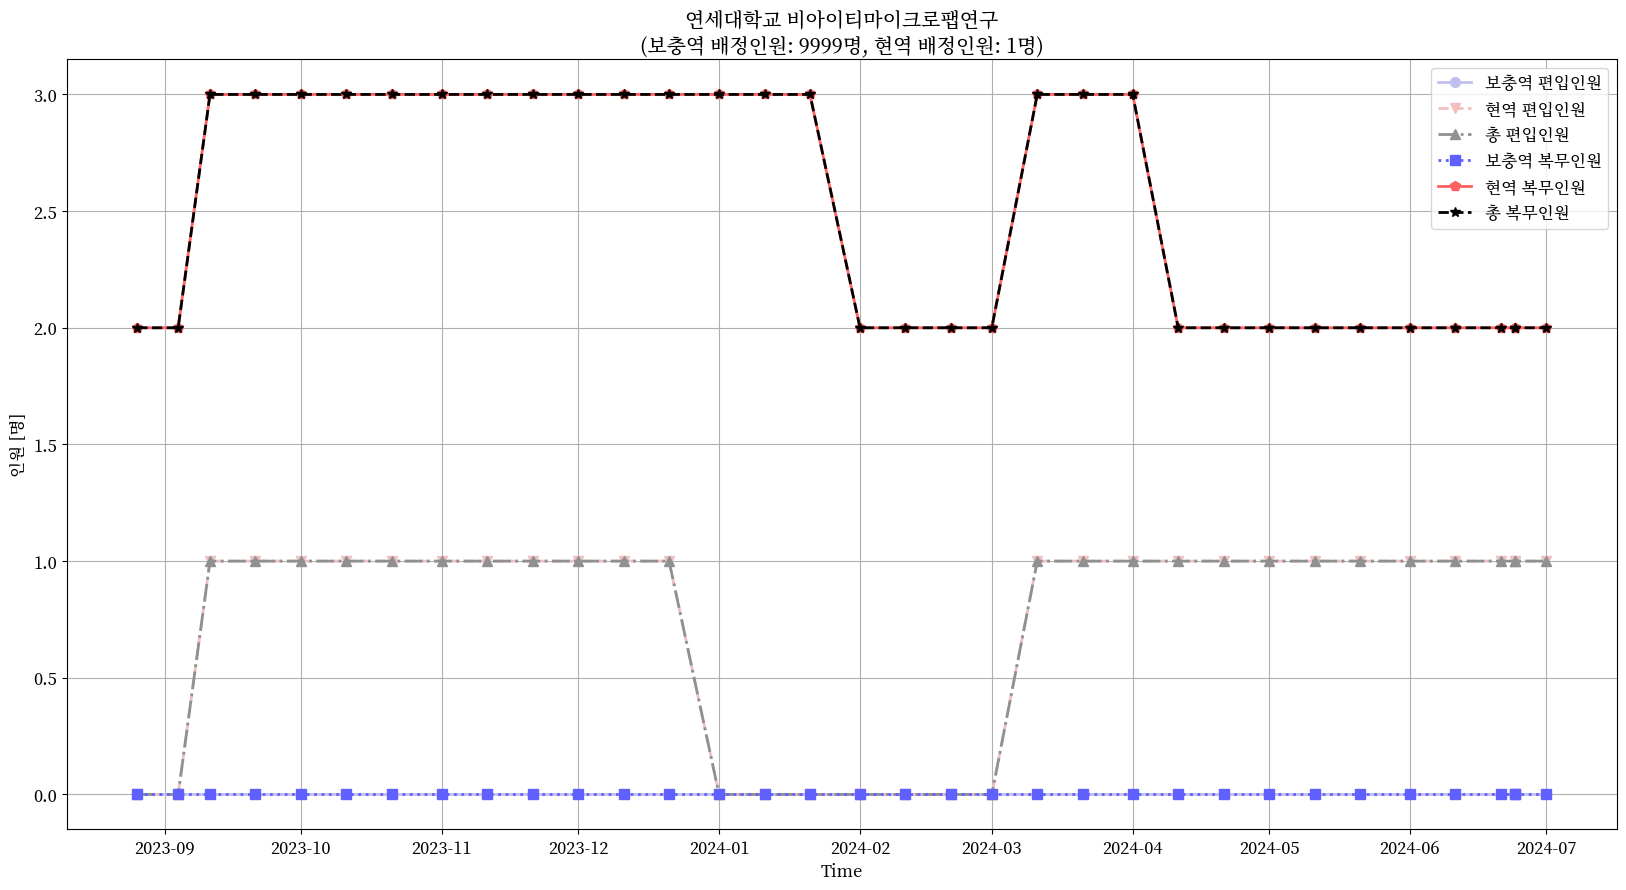 연세대학교 비아이티마이크로팹연구
(보충역 배정인원: 9999명, 현역 배정인원: 1명)
보충역 편입인원
현역 편입인원
총 편입인원
보충역 복무인원
현역 복무인원
총 복무인원
3.0
2.5
2.0
1.5
1.0
0.5
0.0
인원 [명]
2023-09 2023-10 2023-11 2023-12 2024-01 2024-02 2024-03 2024-04 2024-05 2024-06 2024-07
Time